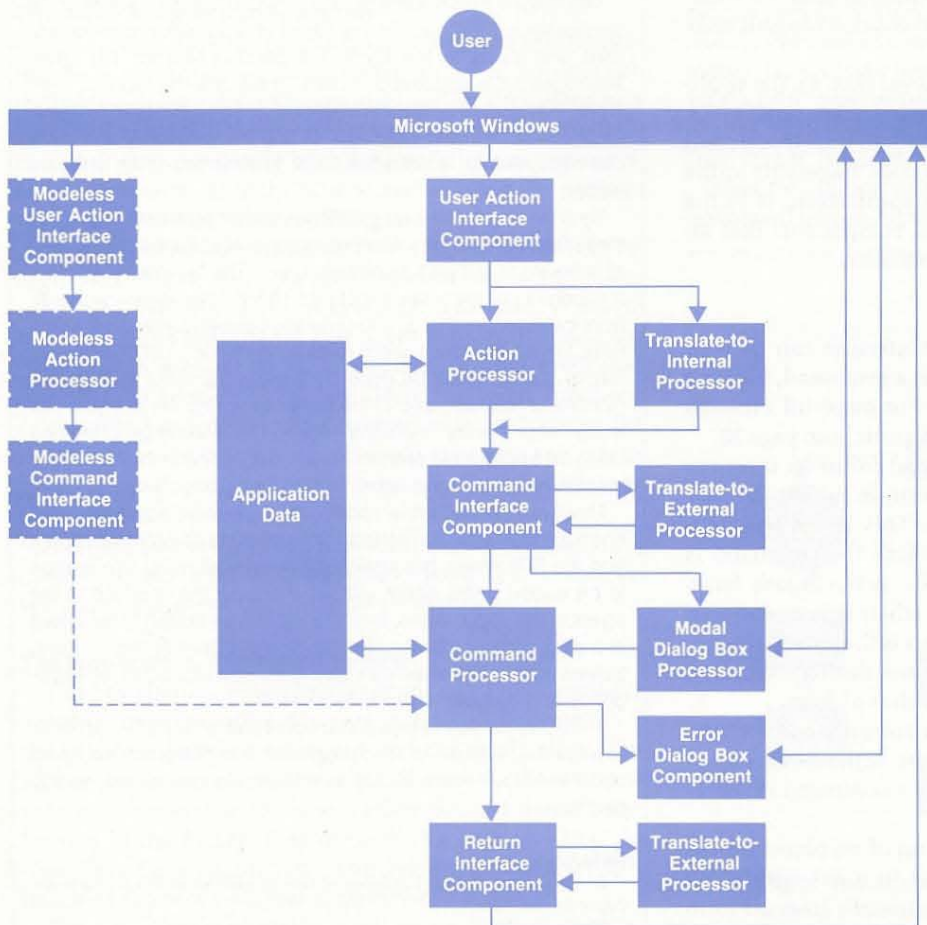 User
Microsoft Windows
Modeless
User Action
Interface
Component
User Action
Interface
Component
Modeless
Action
Processor
Action
Processor
Translate-to-
Internal
Processor
Application
Data
Modeless
Command
Interface
Component
Command
Interface
Component
Translate-to-
External
Processor
Command
Processor
Modal
Dialog Box
Processor
Error
Dialog Box
Component
Return
Interface
Component
Translate-to-
External
Processor